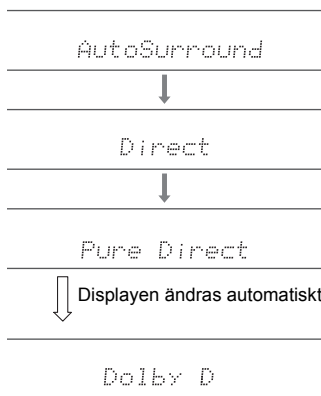 AutoSurround
Direct
Pure Direct
Displayen ändras automatiskt
Dolby D